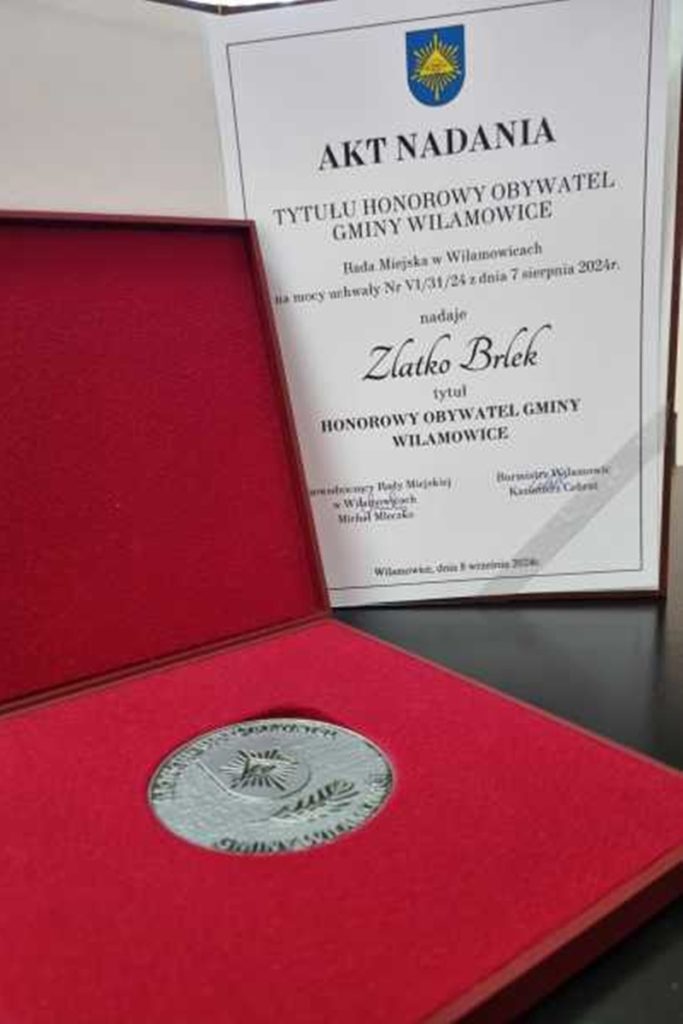 AKT NADANIA
TYTUŁU HONOROWY OBYWATEL
GMINY WILAMOWICE
Rada Miejska w Wilamowicach
na mocy uchwały Nr VI/31/24 z dnia 7 sierpnia 2024r.
nadaje
Zlatko Brlek
tytuł
HONOROWY OBYWATEL GMINY
WILAMOWICE
Rady Miejskiej
w Wilamowicach
Michał Mleczko
Burmistrz Wilamowic
Kazimierz Cebrat
Wilamowice, dnia 8 września 2024r.